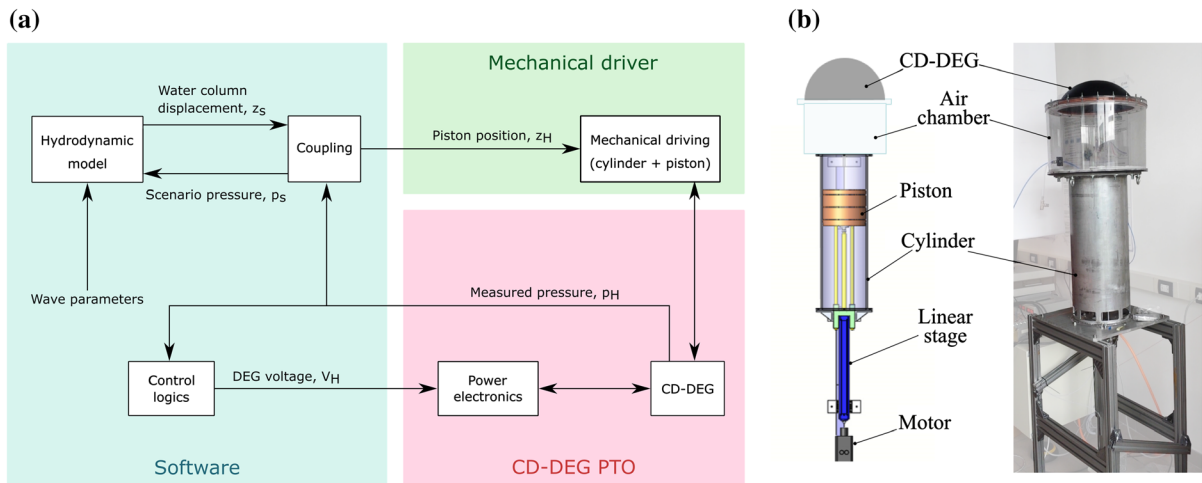 (a)
Mechanical driver
Water column
displacement, zs
Hydrodynamic
model
Coupling
Piston position, zH
Mechanical driving
(cylinder + piston)
Scenario pressure, ps
Wave parameters
Measured pressure, pH
Control
logics
DEG voltage, VH
Power
electronics
CD-DEG
Software
CD-DEG PTO
(b)
CD-DEG
Air
chamber
Piston
Cylinder
Linear
stage
Motor